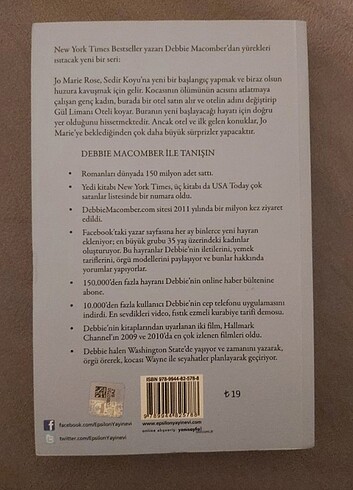 New York Times Bestseller yazarı Debbie Macomber'dan yürekleri
ısıtacak yeni bir seri:
Jo Marie Rose, Sedir Koyu'na yeni bir başlangıç yapmak ve biraz olsun
huzura kavuşmak için gelir. Kocasının ölümünün acısını atlatmaya
çalışan genç kadın, burada bir otel satın alır ve otelin adını değiştirip
Gül Limanı Oteli koyar. Buranın yeni başlayacağı hayatı için doğru
yer olduğunu hissetmektedir. Ancak otel ve ilk gelen konuklar, Jo
Marie'ye beklediğinden çok daha büyük sürprizler yapacaktır.
DEBBIE MACOMBER İLE TANIŞIN
• Romanları dünyada 150 milyon adet sattı.
• Yedi kitabı New York Times, üç kitabı da USA Today çok
satanlar listesinde bir numara oldu.
• DebbieMacomber.com sitesi 2011 yılında bir milyon kez ziyaret
edildi.
• Facebook'taki yazar sayfasına her ay binlerce yeni hayran
ekleniyor; en büyük grubu 35 yaş üzerindeki kadınlar
oluşturuyor. Bu hayranlar Debbie'nin iletilerini, yemek
tariflerini, örgü modellerini paylaşıyor ve bunlar hakkında
yorumlar yapıyorlar.
• 150.000'den fazla hayranı Debbie'nin online haber bültenine
abone.
• 10.000'den fazla kullanıcı Debbie'nin cep telefonu uygulamasını
indirdi. En sevdikleri video, fıstık ezmeli kurabiye tarifi demosu.
• Debbie'nin kitaplarından uyarlanan iki film, Hallmark
Channel'ın 2009 ve 2010'da en çok izlenen filmleri oldu.
• Debbie halen Washington State'de yaşıyor ve zamanını yazarak,
örgü örerek, kocası Wayne ile seyahatler planlayarak geçiriyor.
ISBN 978-9944-82-578-8
9 789944 825788
₺ 19
facebook.com/EpsilonYayinevi
twitter.com/EpsilonYayinevi
www.epsilonyayinevi.com
online alışveriş